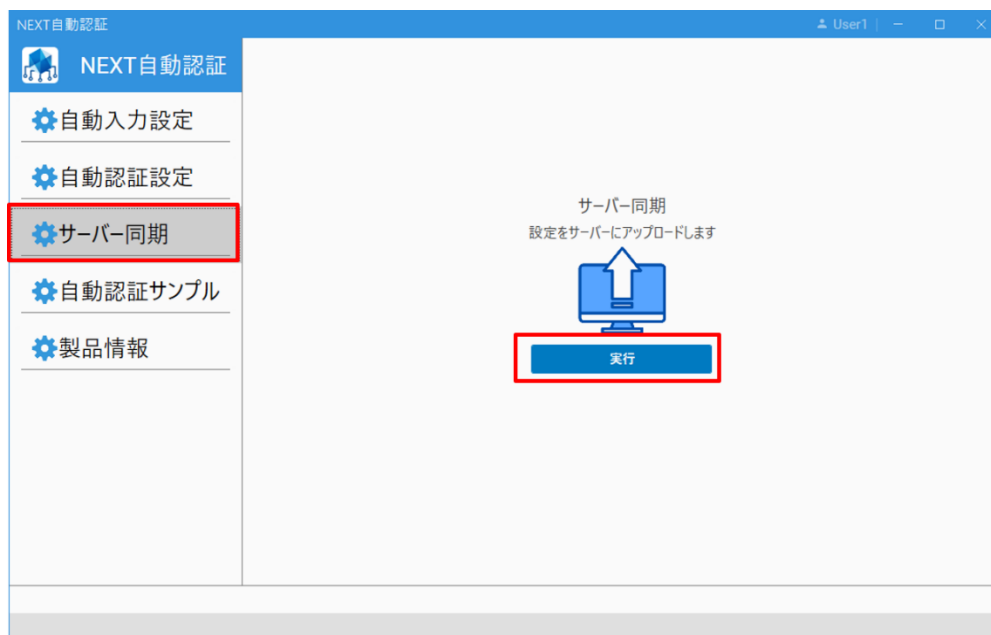 NEXT自動認証
User1
NEXT自動認証
自動入力設定
自動認証設定
サーバー同期
自動認証サンプル
製品情報
サーバー同期
設定をサーバーにアップロードします
実行